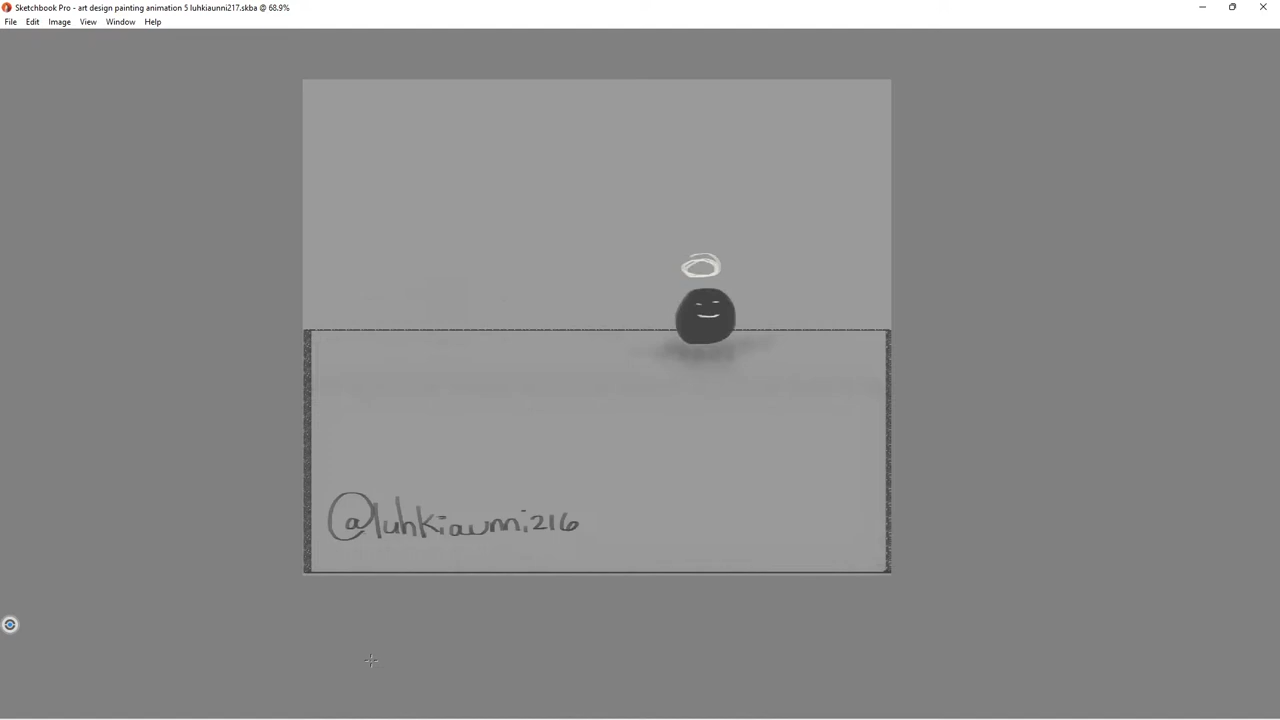 Sketchbook Pro - art design painting animation 5 luhkiaunni217.skba @ 68.9%
File Edit Image View Window Help
@luhkiaunni216